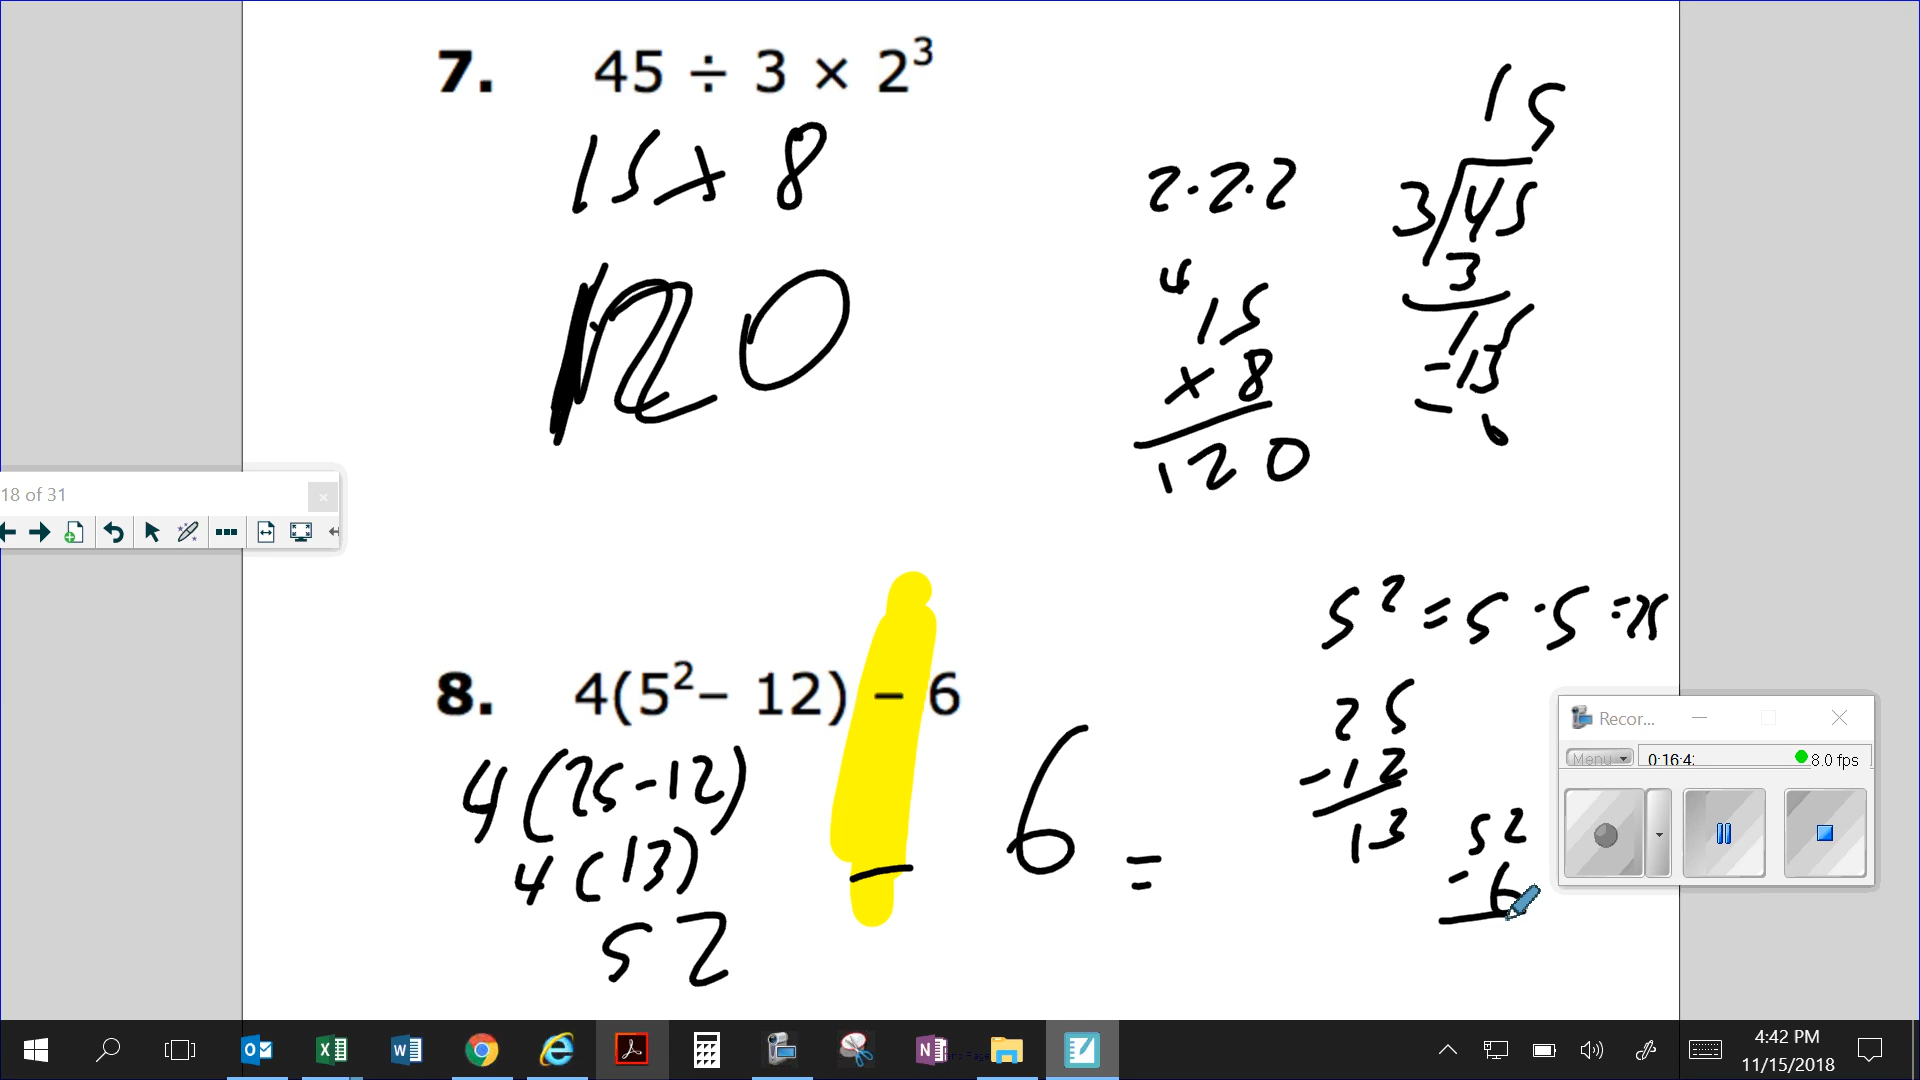 7. 45 ÷ 3 × 2³
15 × 8
120
2·2·2
4
15
× 8
120
15
3 45
3
15
-15
0
18 of 31
8. 4(5²– 12) – 6
4(25-12) – 6 =
4(13)
52
5² = 5 · 5 =
25
-12
13
52
- 6
Recor...
Menu 0:16:4 8.0 fps
4:42 PM
11/15/2018